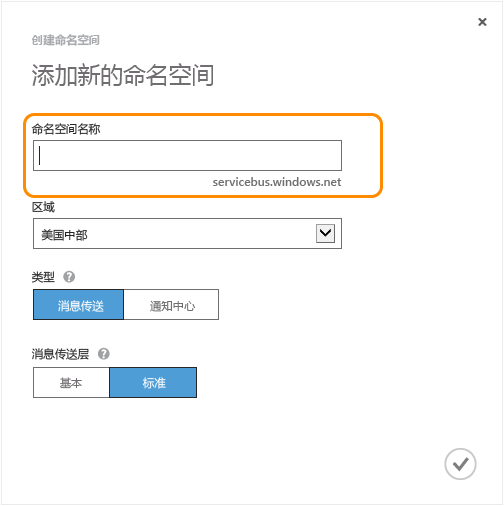 创建命名空间
添加新的命名空间
命名空间名称
servicebus.windows.net
区域
美国中部
类型 ?
消息传送 通知中心
消息传送层 ?
基本 标准